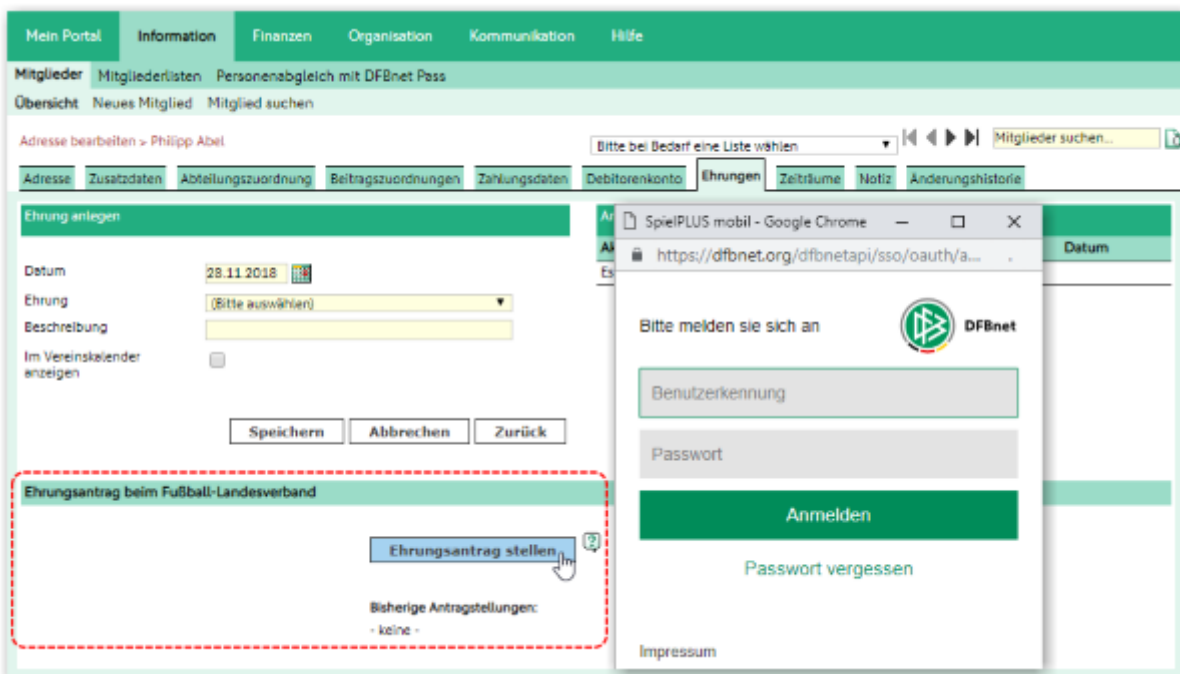 Mein Portal Information Finanzen Organisation Kommunikation Hilfe
Mitglieder Mitgliederlisten Personenabgleich mit DFBnet Pass
Übersicht Neues Mitglied Mitglied suchen
Adresse bearbeiten > Philipp Abel
Bitte bei Bedarf eine Liste wählen
Mitglieder suchen...
Adresse Zusatzdaten Abteilungszuordnung Beitragszuordnungen Zahlungsdaten Debitorenkonto Ehrungen Zeiträume Notiz Änderungshistorie
Ehrung anlegen
Datum 28.11.2018
Ehrung (Bitte auswählen)
Beschreibung
Im Vereinskalender
anzeigen
Speichern Abbrechen Zurück
Ehrungsantrag beim Fußball-Landesverband
Ehrungsantrag stellen
Bisherige Antragstellungen:
- keine -
Datum
SpielPLUS mobil - Google Chrome
https://dfbnet.org/dfbnetapi/sso/oauth/a...
Bitte melden sie sich an
DFBnet
Benutzerkennung
Passwort
Anmelden
Passwort vergessen
Impressum